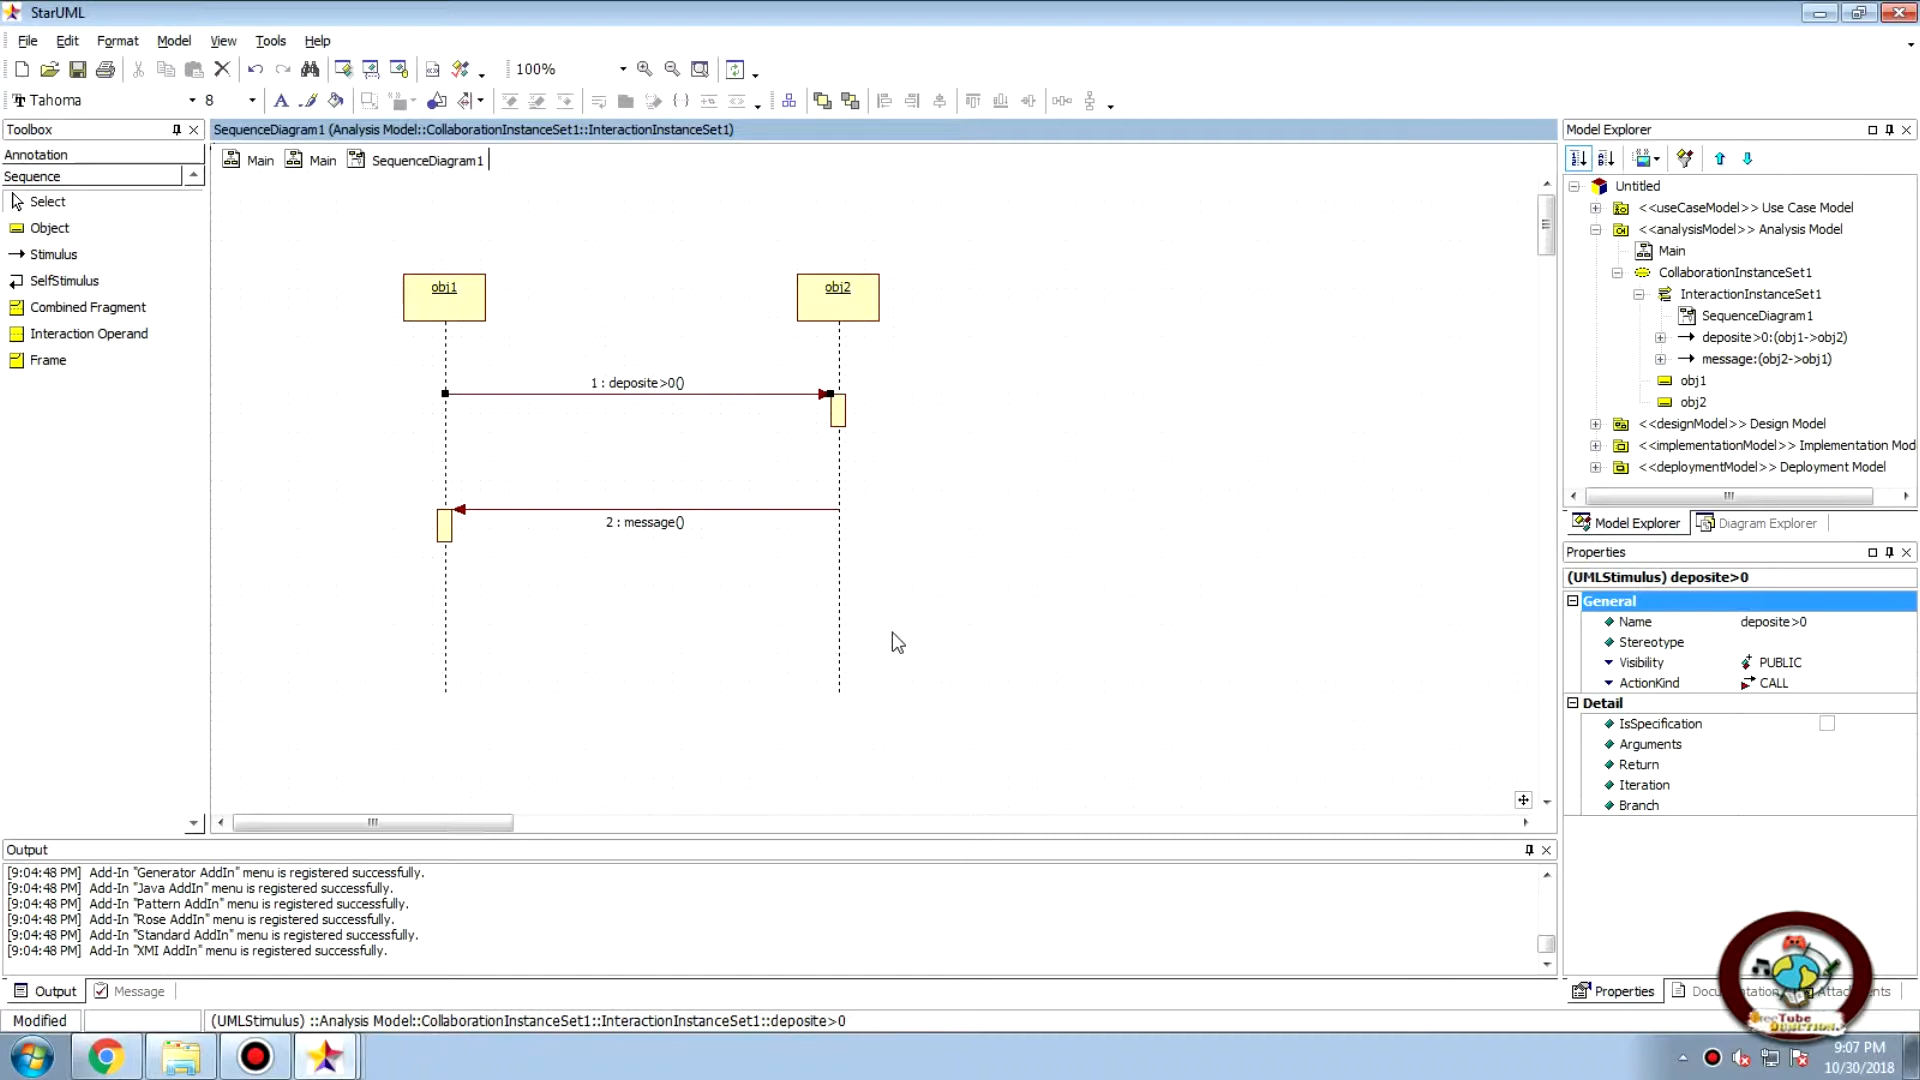 StarUML
File Edit Format Model View Tools Help
100%
Tahoma 8
Toolbox
Annotation
Sequence
Select
Object
Stimulus
SelfStimulus
Combined Fragment
Interaction Operand
Frame
SequenceDiagram1 (Analysis Model::CollaborationInstanceSet1::InteractionInstanceSet1)
Main Main SequenceDiagram1
obj1 obj2
1 : deposite>0()
2 : message()
Model Explorer
Untitled
<<useCaseModel>> Use Case Model
<<analysisModel>> Analysis Model
Main
CollaborationInstanceSet1
InteractionInstanceSet1
SequenceDiagram1
deposite>0:(obj1->obj2)
message:(obj2->obj1)
obj1
obj2
<<designModel>> Design Model
<<implementationModel>> Implementation Mod
<<deploymentModel>> Deployment Model
Model Explorer Diagram Explorer
Properties
(UMLStimulus) deposite>0
General
Name deposite>0
Stereotype
Visibility PUBLIC
ActionKind CALL
Detail
IsSpecification
Arguments
Return
Iteration
Branch
Output
[9:04:48 PM] Add-In "Generator AddIn" menu is registered successfully.
[9:04:48 PM] Add-In "Java AddIn" menu is registered successfully.
[9:04:48 PM] Add-In "Pattern AddIn" menu is registered successfully.
[9:04:48 PM] Add-In "Rose AddIn" menu is registered successfully.
[9:04:48 PM] Add-In "Standard AddIn" menu is registered successfully.
[9:04:48 PM] Add-In "XMI AddIn" menu is registered successfully.
Output Message
Properties
Modified
(UMLStimulus) ::Analysis Model::CollaborationInstanceSet1::InteractionInstanceSet1::deposite>0
9:07 PM
10/30/2018